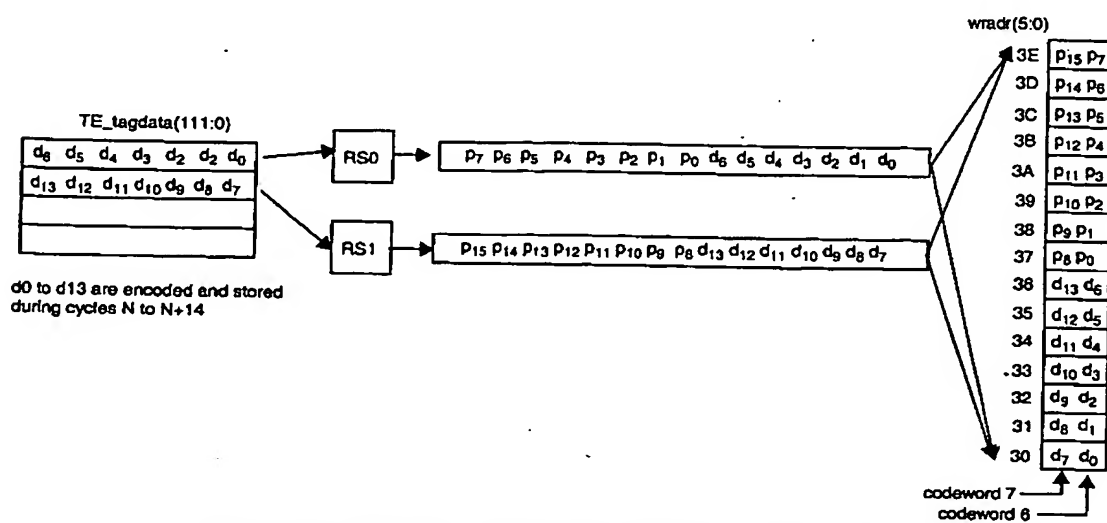 wradr(5:0)
3E p15 p7
3D p14 p6
3C p13 p5
3B p12 p4
3A p11 p3
39 p10 p2
38 p9 p1
37 p8 p0
36 d13 d6
35 d12 d5
34 d11 d4
33 d10 d3
32 d9 d2
31 d8 d1
30 d7 d0
codeword 7
codeword 6
TE_tagdata(111:0)
d6 d5 d4 d3 d2 d2 d0
d13 d12 d11 d10 d9 d8 d7
RS0
p7 p6 p5 p4 p3 p2 p1 p0 d6 d5 d4 d3 d2 d1 d0
RS1
p15 p14 p13 p12 p11 p10 p9 p8 d13 d12 d11 d10 d9 d8 d7
d0 to d13 are encoded and stored
during cycles N to N+14